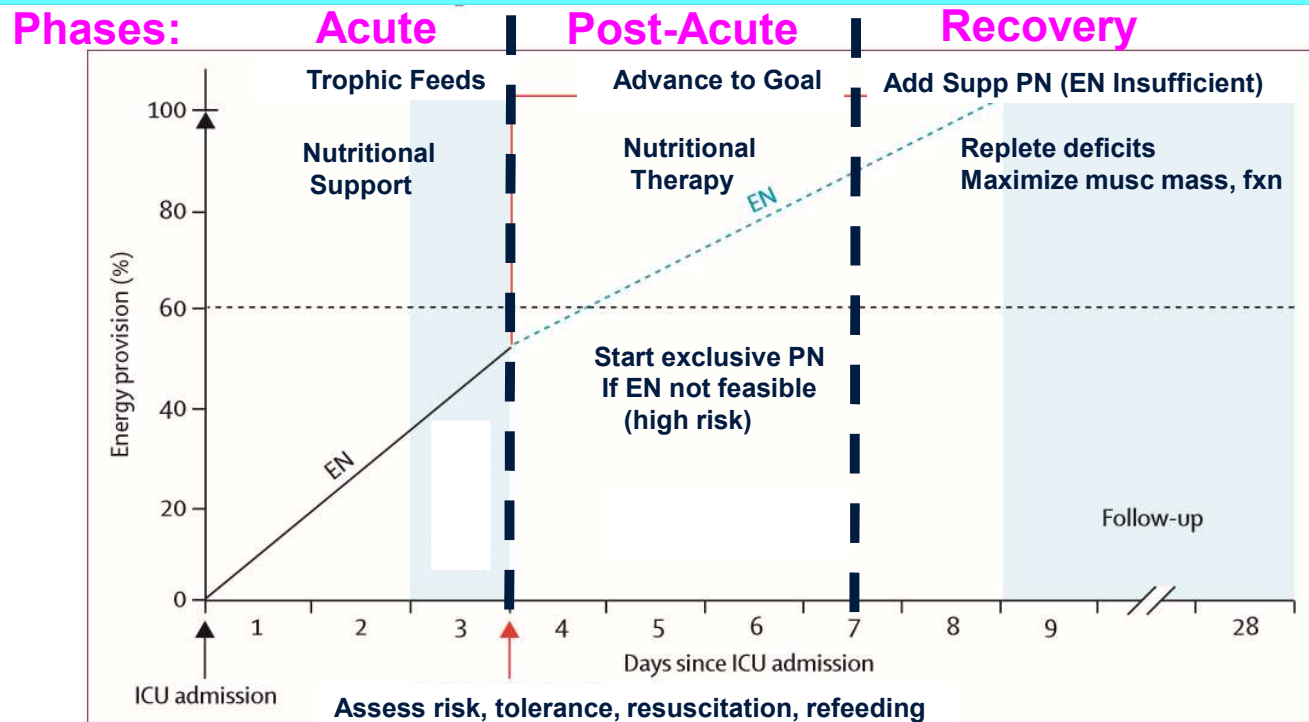 Phases: Acute Post-Acute Recovery
Trophic Feeds Advance to Goal Add Supp PN (EN Insufficient)
Nutritional
Support
Nutritional
Therapy
Replete deficits
Maximize musc mass, fxn
EN
Start exclusive PN
If EN not feasible
(high risk)
EN
Follow-up
Energy provision (%)
100
80
60
40
20
0
1 2 3 4 5 6 7 8 9 28
Days since ICU admission
ICU admission
Assess risk, tolerance, resuscitation, refeeding